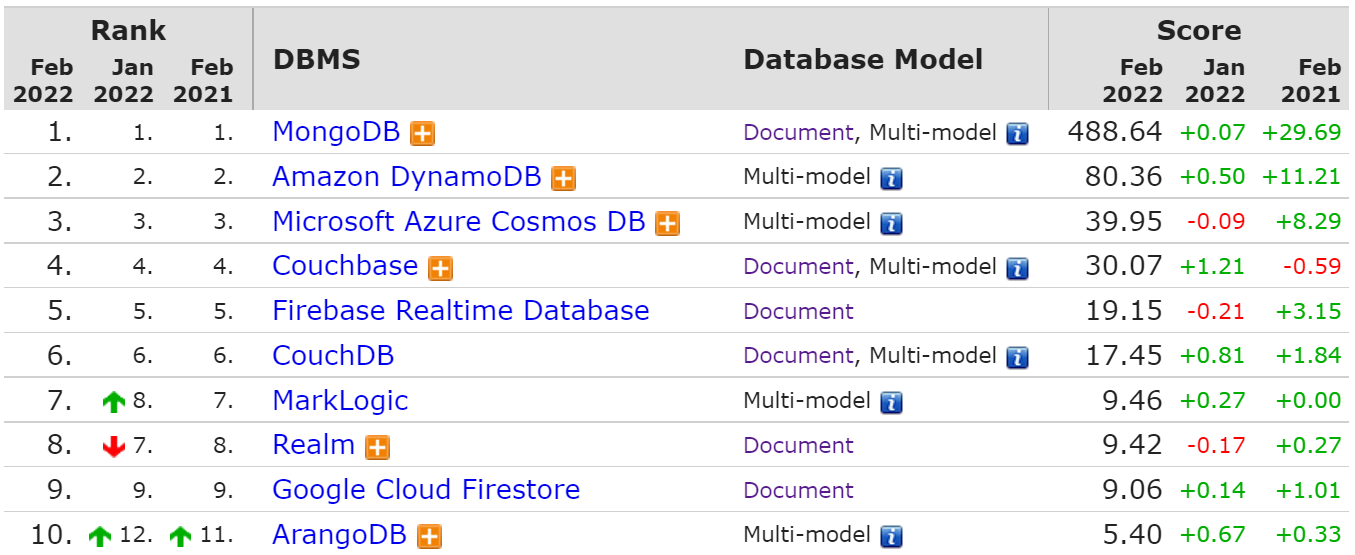 Rank DBMS Database Model Score
Feb 2022 Jan 2022 Feb 2021 Feb 2022 Jan 2022 Feb 2021
1. 1. 1. MongoDB Document, Multi-model 488.64 +0.07 +29.69
2. 2. 2. Amazon DynamoDB Multi-model 80.36 +0.50 +11.21
3. 3. 3. Microsoft Azure Cosmos DB Multi-model 39.95 -0.09 +8.29
4. 4. 4. Couchbase Document, Multi-model 30.07 +1.21 -0.59
5. 5. 5. Firebase Realtime Database Document 19.15 -0.21 +3.15
6. 6. 6. CouchDB Document, Multi-model 17.45 +0.81 +1.84
7. 8. 7. MarkLogic Multi-model 9.46 +0.27 +0.00
8. 7. 8. Realm Document 9.42 -0.17 +0.27
9. 9. 9. Google Cloud Firestore Document 9.06 +0.14 +1.01
10. 12. 11. ArangoDB Multi-model 5.40 +0.67 +0.33